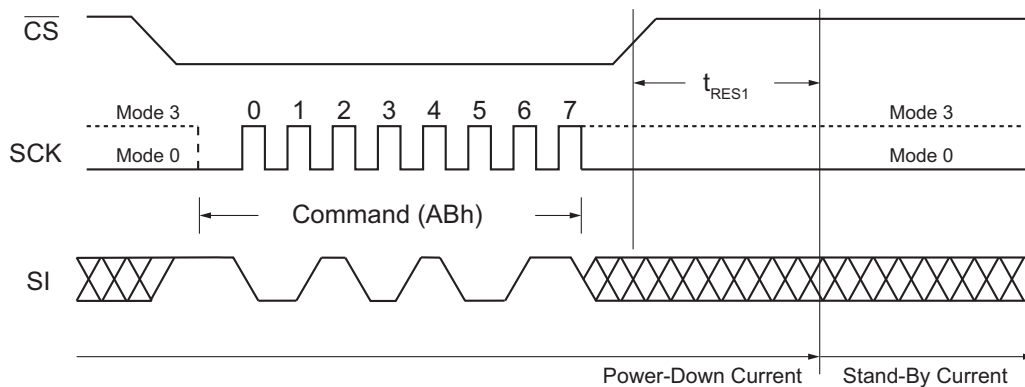 CS
tRES1
0 1 2 3 4 5 6 7
Mode 3 Mode 3
SCK
Mode 0 Mode 0
Command (ABh)
SI
Power-Down Current Stand-By Current